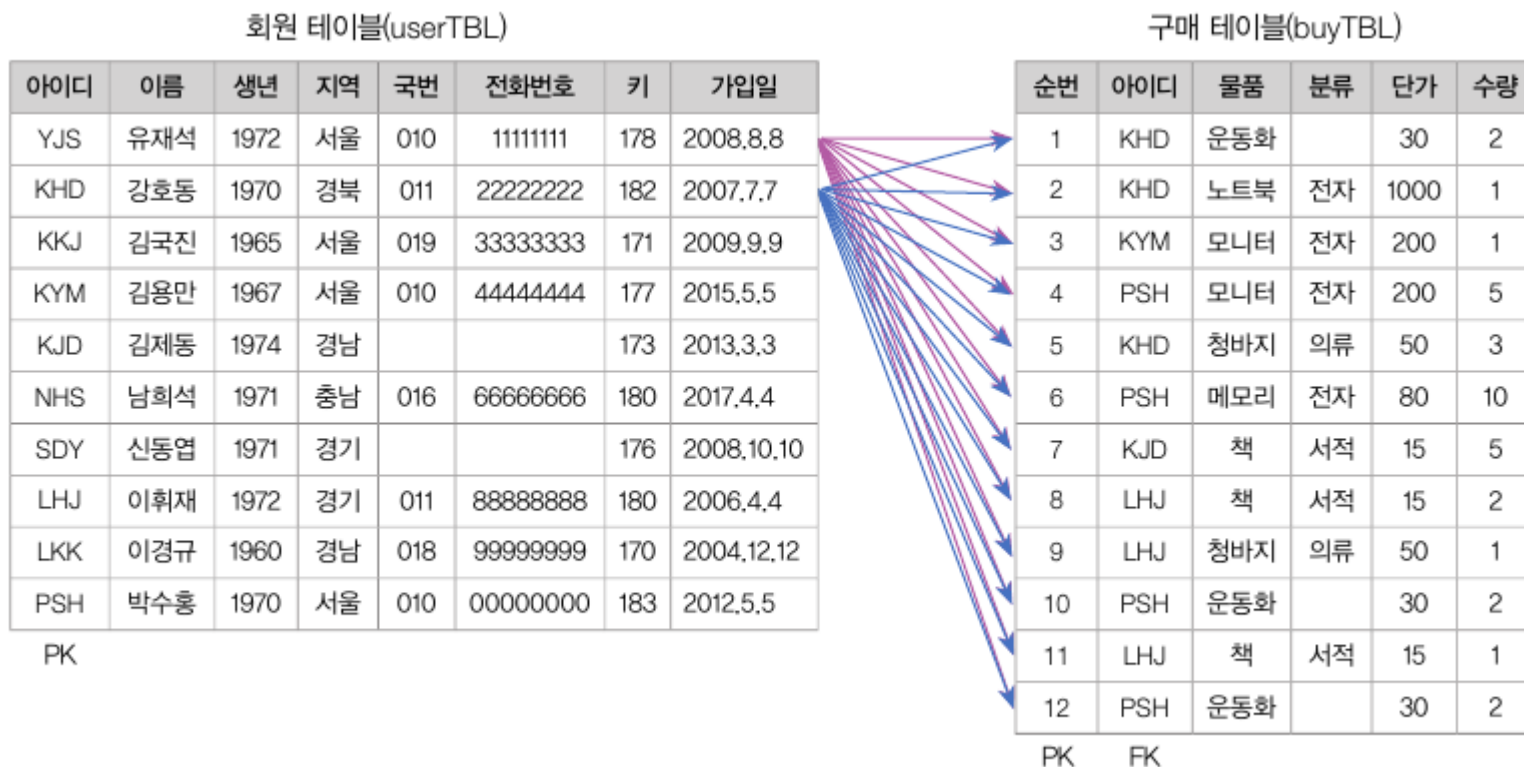 회원 테이블(userTBL)
아이디 이름 생년 지역 국번 전화번호 키 가입일
YJS 유재석 1972 서울 010 11111111 178 2008.8.8
KHD 강호동 1970 경북 011 22222222 182 2007.7.7
KKJ 김국진 1965 서울 019 33333333 171 2009.9.9
KYM 김용만 1967 서울 010 44444444 177 2015.5.5
KJD 김제동 1974 경남 173 2013.3.3
NHS 남희석 1971 충남 016 66666666 180 2017.4.4
SDY 신동엽 1971 경기 176 2008.10.10
LHJ 이휘재 1972 경기 011 88888888 180 2006.4.4
LKK 이경규 1960 경남 018 99999999 170 2004.12.12
PSH 박수홍 1970 서울 010 00000000 183 2012.5.5
PK
구매 테이블(buyTBL)
순번 아이디 물품 분류 단가 수량
1 KHD 운동화 30 2
2 KHD 노트북 전자 1000 1
3 KYM 모니터 전자 200 1
4 PSH 모니터 전자 200 5
5 KHD 청바지 의류 50 3
6 PSH 메모리 전자 80 10
7 KJD 책 서적 15 5
8 LHJ 책 서적 15 2
9 LHJ 청바지 의류 50 1
10 PSH 운동화 30 2
11 LHJ 책 서적 15 1
12 PSH 운동화 30 2
PK FK